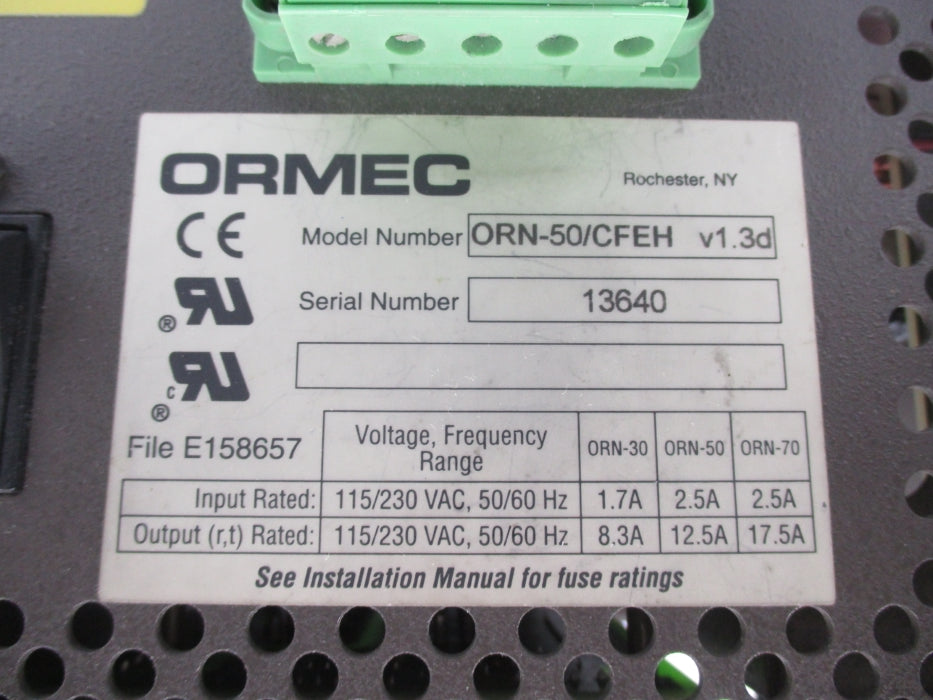 ORMEC
Rochester, NY
CE
Model Number ORN-50/CFEH v1.3d
Serial Number 13640
RU ®
c RU ®
File E158657
Voltage, Frequency Range ORN-30 ORN-50 ORN-70
Input Rated: 115/230 VAC, 50/60 Hz 1.7A 2.5A 2.5A
Output (r,t) Rated: 115/230 VAC, 50/60 Hz 8.3A 12.5A 17.5A
See Installation Manual for fuse ratings